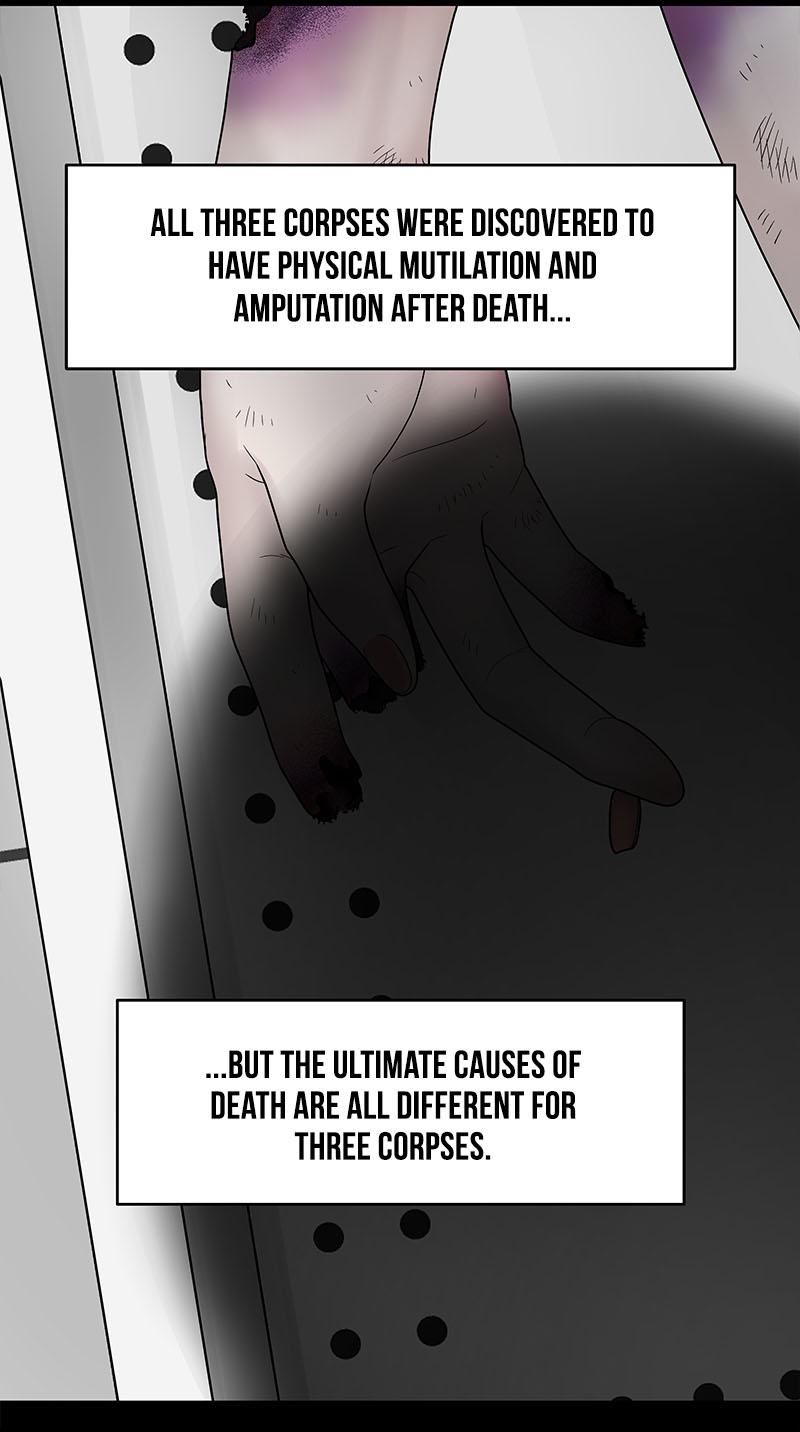 ALL THREE CORPSES WERE DISCOVERED TO
HAVE PHYSICAL MUTILATION AND
AMPUTATION AFTER DEATH...
...BUT THE ULTIMATE CAUSES OF
DEATH ARE ALL DIFFERENT FOR
THREE CORPSES.